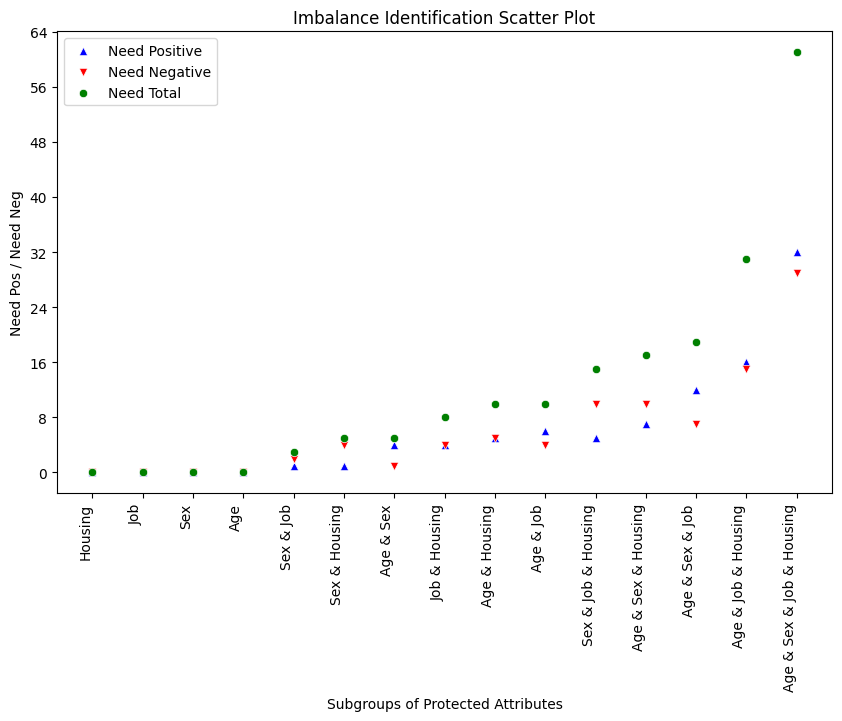 Imbalance Identification Scatter Plot
Need Positive
Need Negative
Need Total
64
56
48
40
32
24
16
8
0
Need Pos / Need Neg
Housing
Job
Sex
Age
Sex & Job
Sex & Housing
Age & Sex
Job & Housing
Age & Housing
Age & Job
Sex & Job & Housing
Age & Sex & Housing
Age & Sex & Job
Age & Job & Housing
Age & Sex & Job & Housing
Subgroups of Protected Attributes